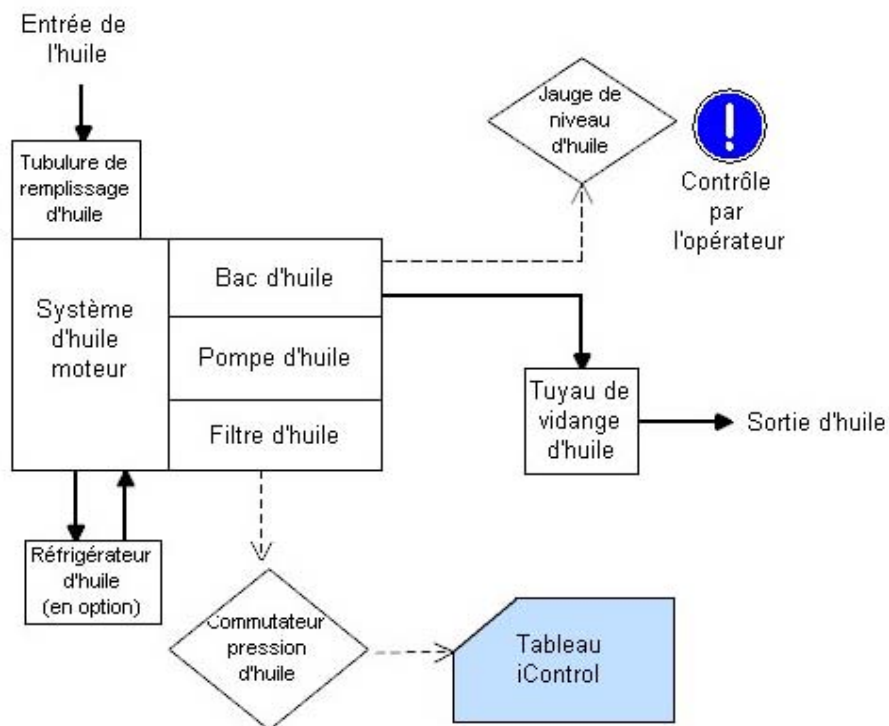 Entrée de
l'huile
Tubulure de
remplissage
d'huile
Jauge de
niveau
d'huile
Contrôle
par
l'opérateur
Système
d'huile
moteur
Bac d'huile
Pompe d'huile
Filtre d'huile
Tuyau de
vidange
d'huile
Sortie d'huile
Réfrigérateur
d'huile
(en option)
Commutateur
pression
d'huile
Tableau
iControl